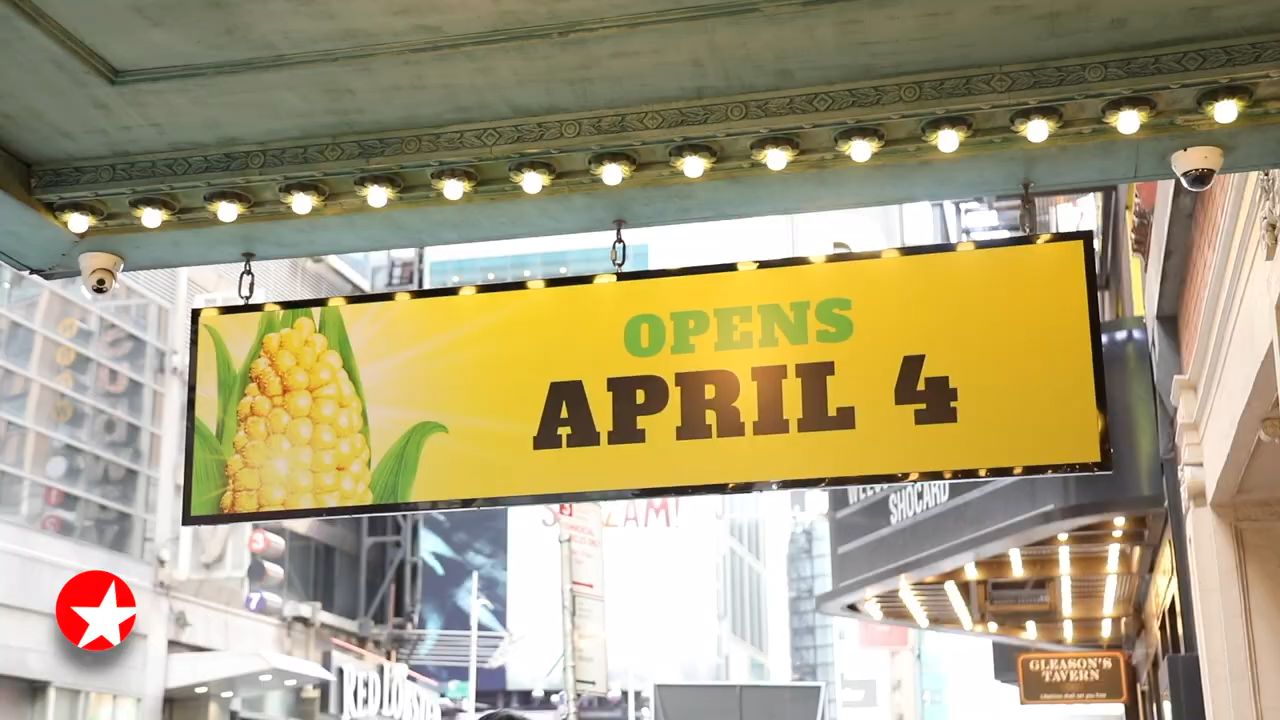 OPENS
APRIL 4
SHOCARD
RED LOBSTER
GLEASON'S
TAVERN